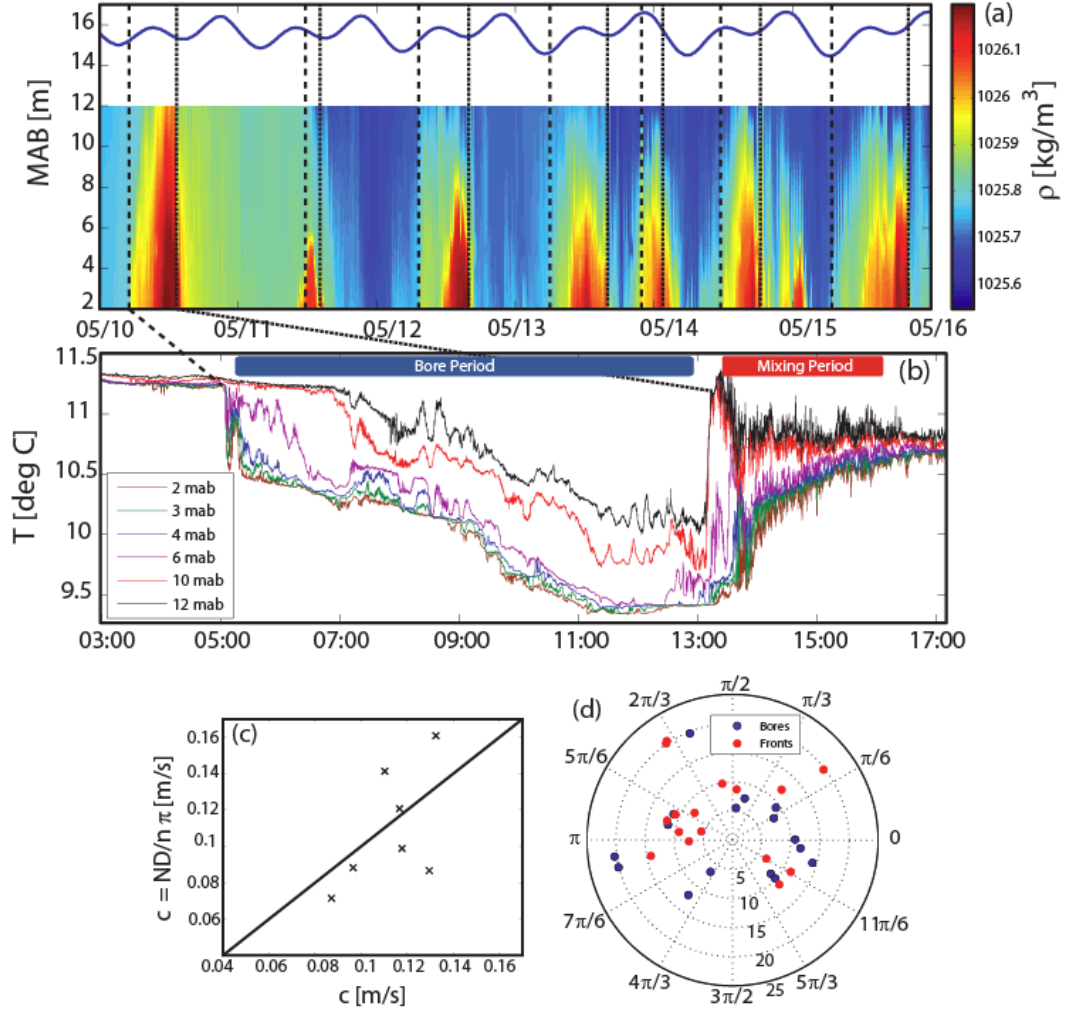 (a)
MAB [m]
16
14
12
10
8
6
4
2
05/10
05/11
05/12
05/13
05/14
05/15
05/16
1026.1
1026
10259
1025.8
1025.7
1025.6
ρ [kg/m³]
Bore Period
Mixing Period
(b)
T [deg C]
11.5
11
10.5
10
9.5
2 mab
3 mab
4 mab
6 mab
10 mab
12 mab
03:00
05:00
07:00
09:00
11:00
13:00
15:00
17:00
(c)
c = ND/n π [m/s]
0.16
0.14
0.12
0.1
0.08
0.06
0.04
0.08
0.1
0.12
0.14
0.16
c [m/s]
(d)
Bores
Fronts
π/2
π/3
π/6
0
11π/6
5π/3
3π/2
4π/3
7π/6
π
5π/6
2π/3
5
10
15
20
25